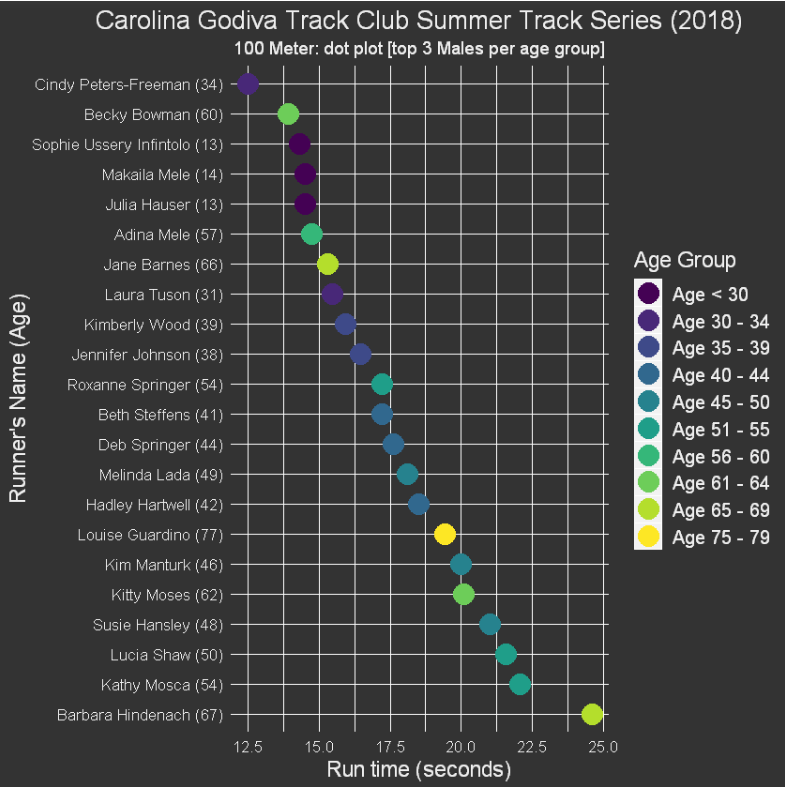 Carolina Godiva Track Club Summer Track Series (2018)
100 Meter: dot plot [top 3 Males per age group]
Runner's Name (Age)
Cindy Peters-Freeman (34)
Becky Bowman (60)
Sophie Ussery Infintolo (13)
Makaila Mele (14)
Julia Hauser (13)
Adina Mele (57)
Jane Barnes (66)
Laura Tuson (31)
Kimberly Wood (39)
Jennifer Johnson (38)
Roxanne Springer (54)
Beth Steffens (41)
Deb Springer (44)
Melinda Lada (49)
Hadley Hartwell (42)
Louise Guardino (77)
Kim Manturk (46)
Kitty Moses (62)
Susie Hansley (48)
Lucia Shaw (50)
Kathy Mosca (54)
Barbara Hindenach (67)
12.5 15.0 17.5 20.0 22.5 25.0
Run time (seconds)
Age Group
Age < 30
Age 30 - 34
Age 35 - 39
Age 40 - 44
Age 45 - 50
Age 51 - 55
Age 56 - 60
Age 61 - 64
Age 65 - 69
Age 75 - 79